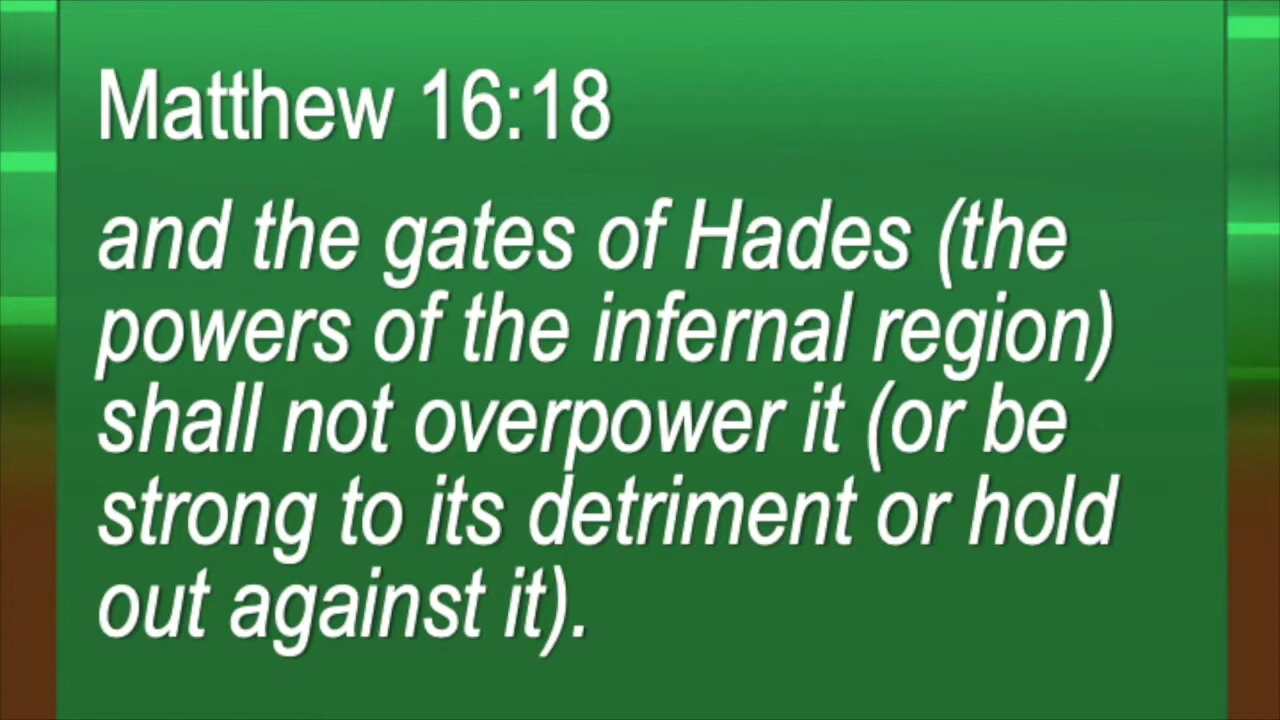 Matthew 16:18
and the gates of Hades (the
powers of the infernal region)
shall not overpower it (or be
strong to its detriment or hold
out against it).